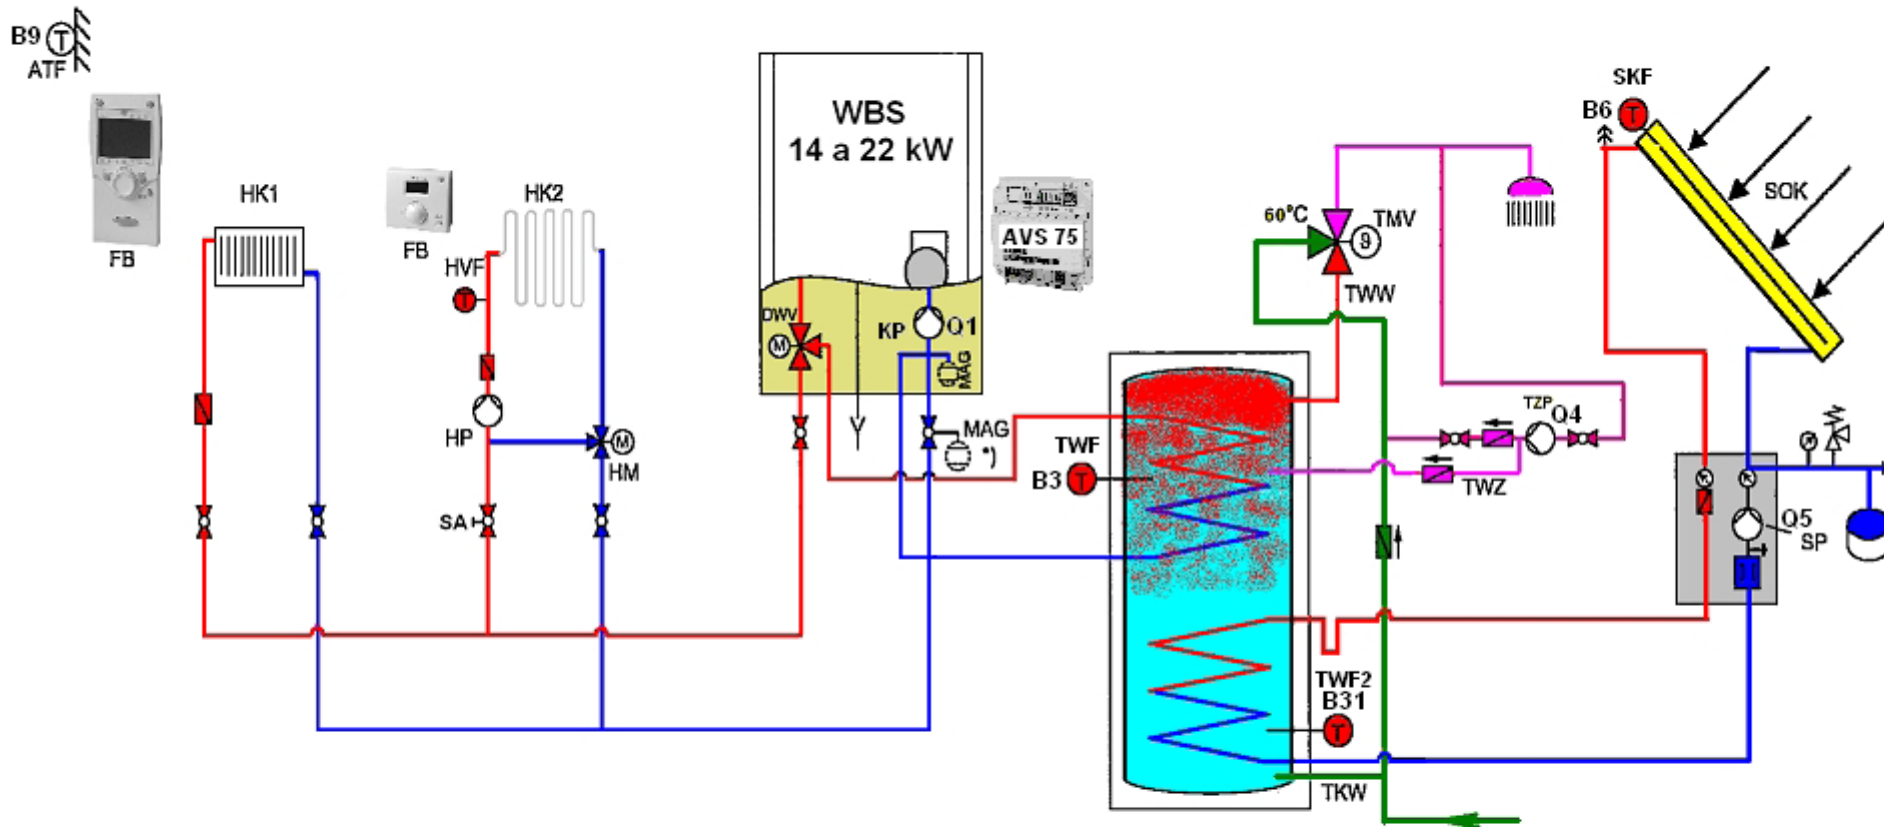 B9 T
ATF
FB
HK1
FB
HK2
HVF
T
HP
SA
M
HM
WBS
14 a 22 kW
AVS 75
DWV
M
KP
Q1
MAG
MAG
*)
TWF
B3 T
60°C
TMV
9
TWW
TZP Q4
TWZ
TWF2
B31
T
TKW
SKF
B6 T
SOK
Q5
SP